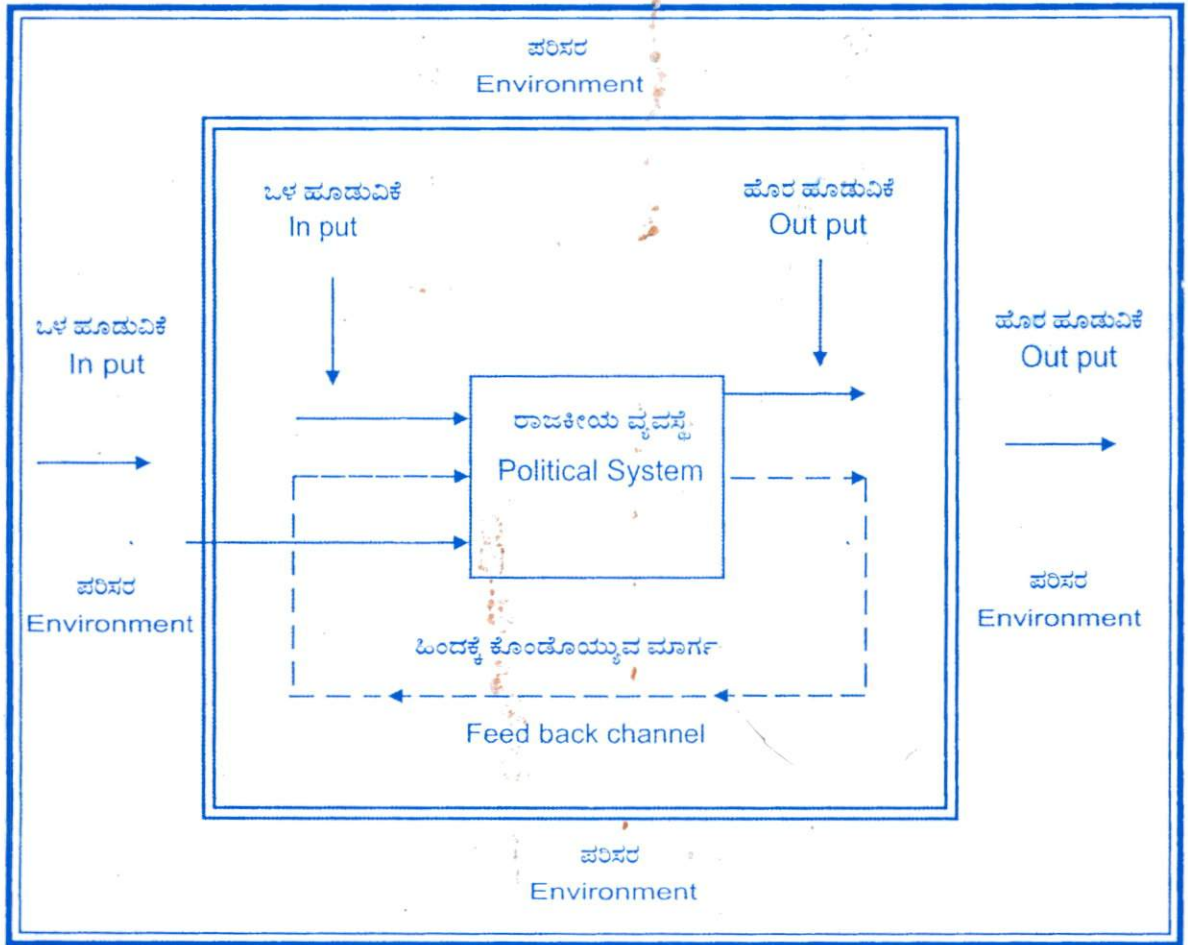 ಪರಿಸರ
Environment
ಒಳ ಹೂಡುವಿಕೆ
In put
ಹೊರ ಹೂಡುವಿಕೆ
Out put
ಒಳ ಹೂಡುವಿಕೆ
In put
ಹೊರ ಹೂಡುವಿಕೆ
Out put
ರಾಜಕೀಯ ವ್ಯವಸ್ಥೆ
Political System
ಪರಿಸರ
Environment
ಪರಿಸರ
Environment
ಹಿಂದಕ್ಕೆ ಕೊಂಡೊಯ್ಯುವ ಮಾರ್ಗ
Feed back channel
ಪರಿಸರ
Environment